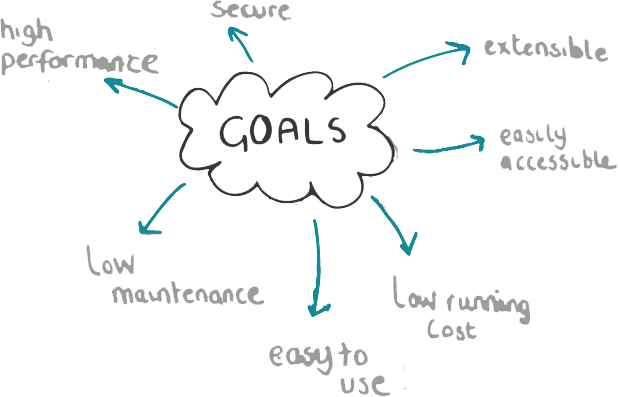 secure
high
performance
extensible
GOALS
easily
accessible
low
maintenance
low running
cost
easy to
use